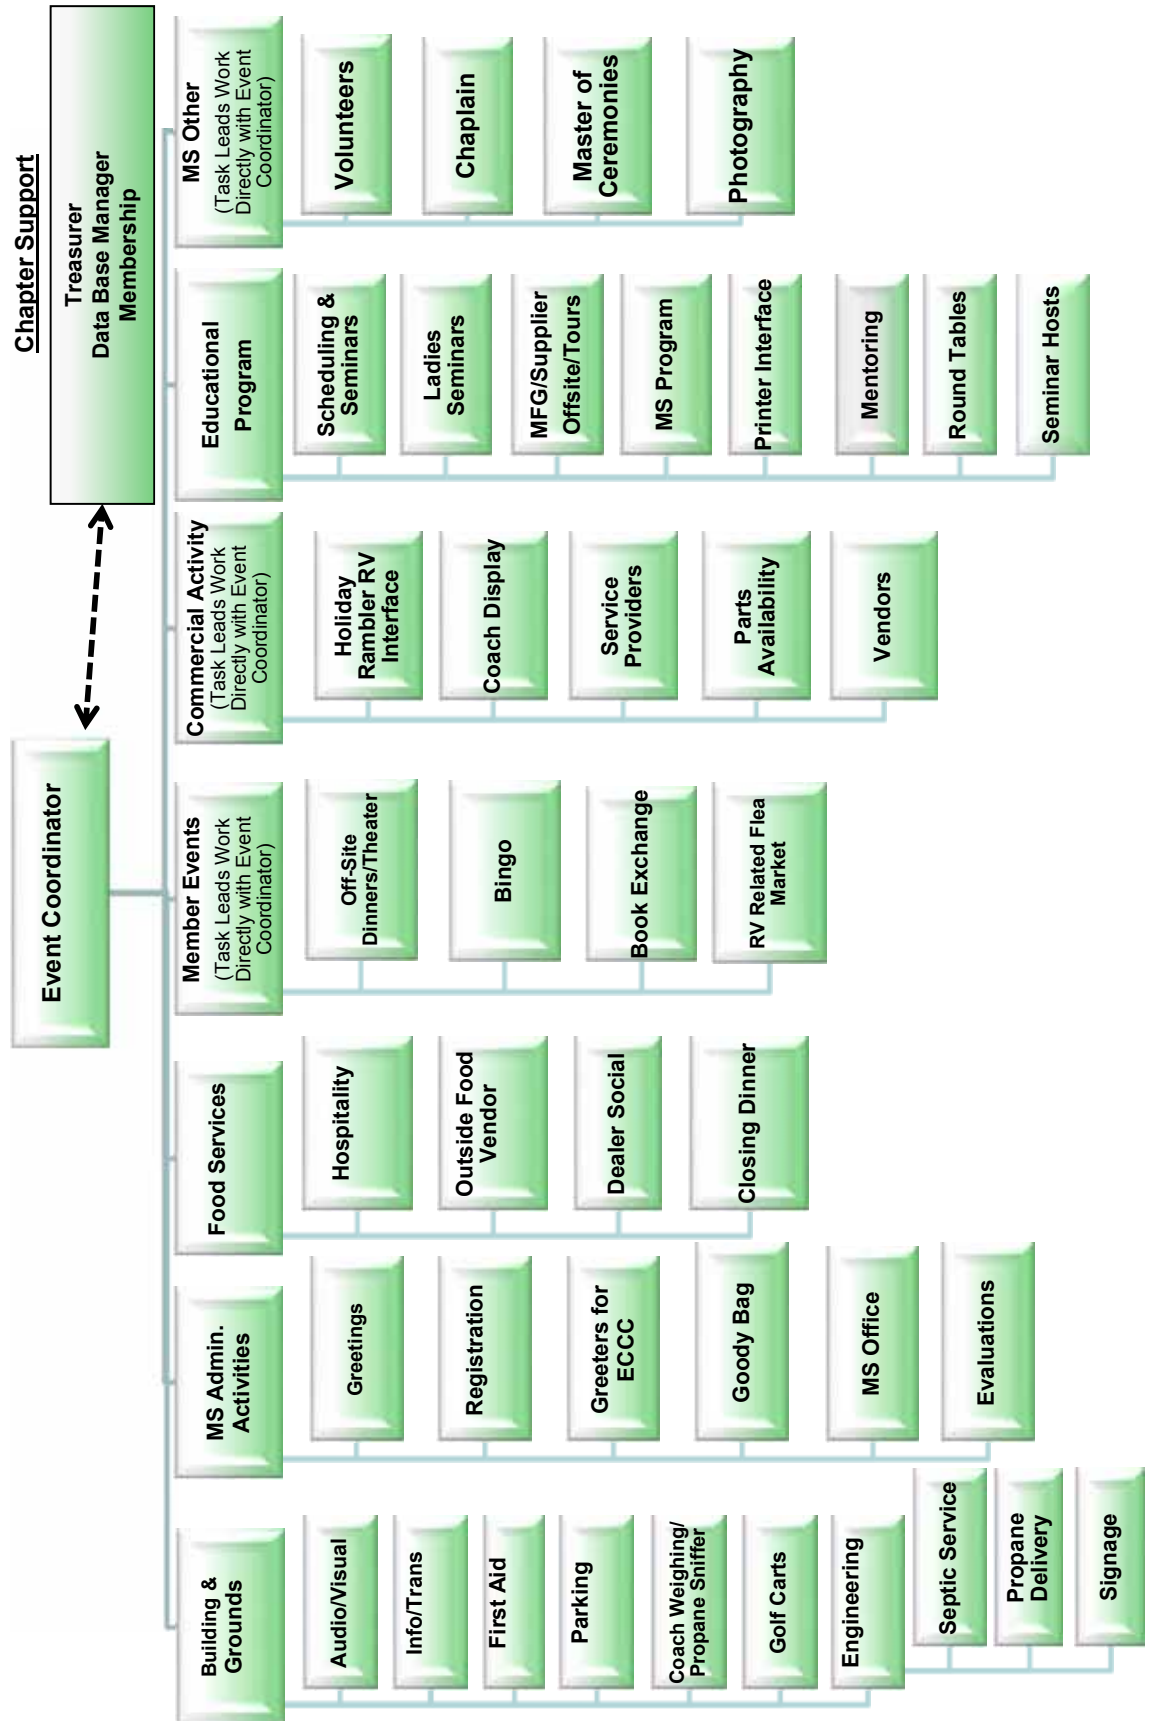 Event Coordinator
Chapter Support
Treasurer
Data Base Manager
Membership
Building &
Grounds
Audio/Visual
Info/Trans
First Aid
Parking
Coach Weighing/
Propane Sniffer
Golf Carts
Engineering
Septic Service
Propane
Delivery
Signage
MS Admin.
Activities
Greetings
Registration
Greeters for
ECCC
Goody Bag
MS Office
Evaluations
Food Services
Hospitality
Outside Food
Vendor
Dealer Social
Closing Dinner
Member Events
(Task Leads Work
Directly with Event
Coordinator)
Off-Site
Dinners/Theater
Bingo
Book Exchange
RV Related Flea
Market
Commercial Activity
(Task Leads Work
Directly with Event
Coordinator)
Holiday
Rambler RV
Interface
Coach Display
Service
Providers
Parts
Availability
Vendors
Educational
Program
Scheduling &
Seminars
Ladies
Seminars
MFG/Supplier
Offsite/Tours
MS Program
Printer Interface
Mentoring
Round Tables
Seminar Hosts
MS Other
(Task Leads Work
Directly with Event
Coordinator)
Volunteers
Chaplain
Master of
Ceremonies
Photography